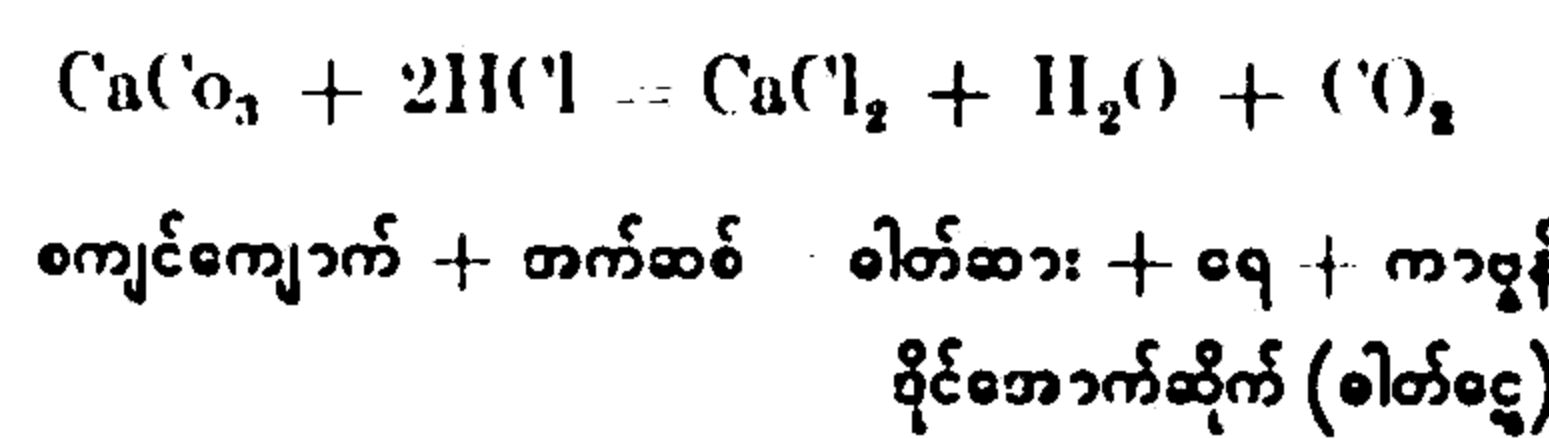 CaCo₃ + 2HCl = CaCl₂ + H₂O + CO₂
စကျင်ကျောက် + အက်ဆစ် ဓါတ်ဆား + ရေ + ကာဗွန်
ဒိုင်အောက်ဆိုက် (ဓါတ်ငွေ့)